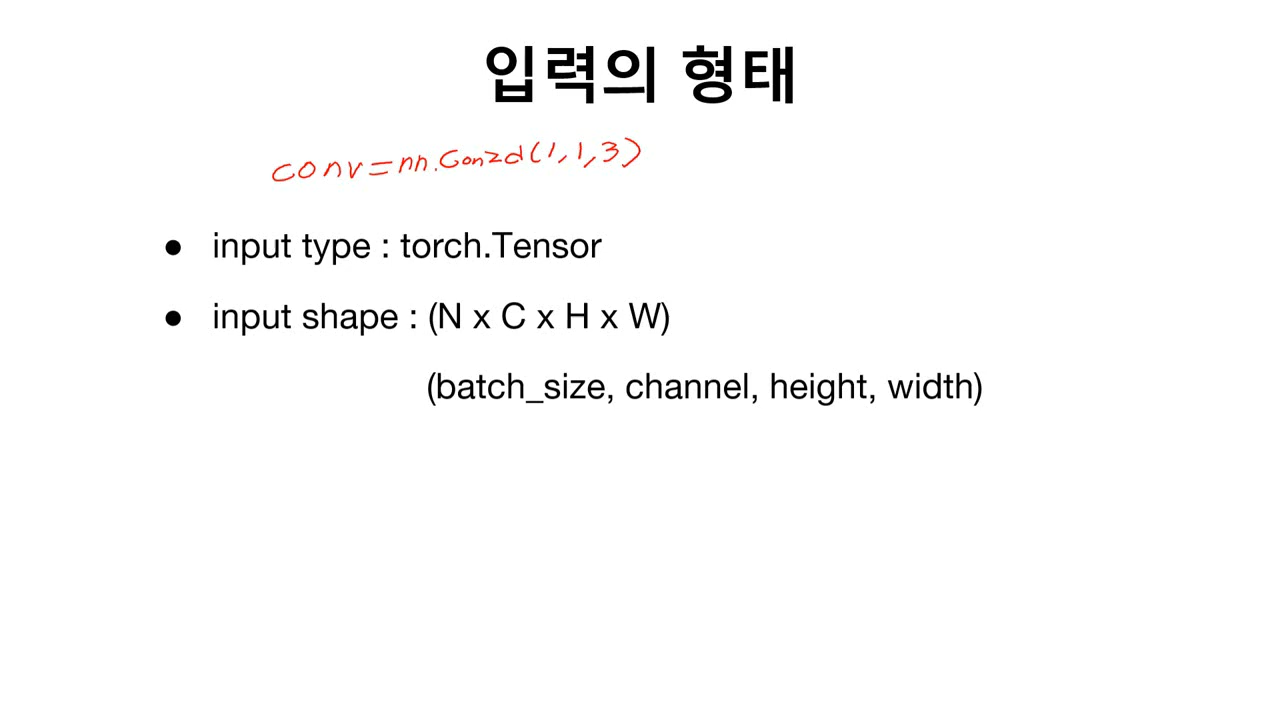 입력의 형태
conv=nn.Con2d(1,1,3)
● input type : torch.Tensor
● input shape : (N x C x H x W)
(batch_size, channel, height, width)